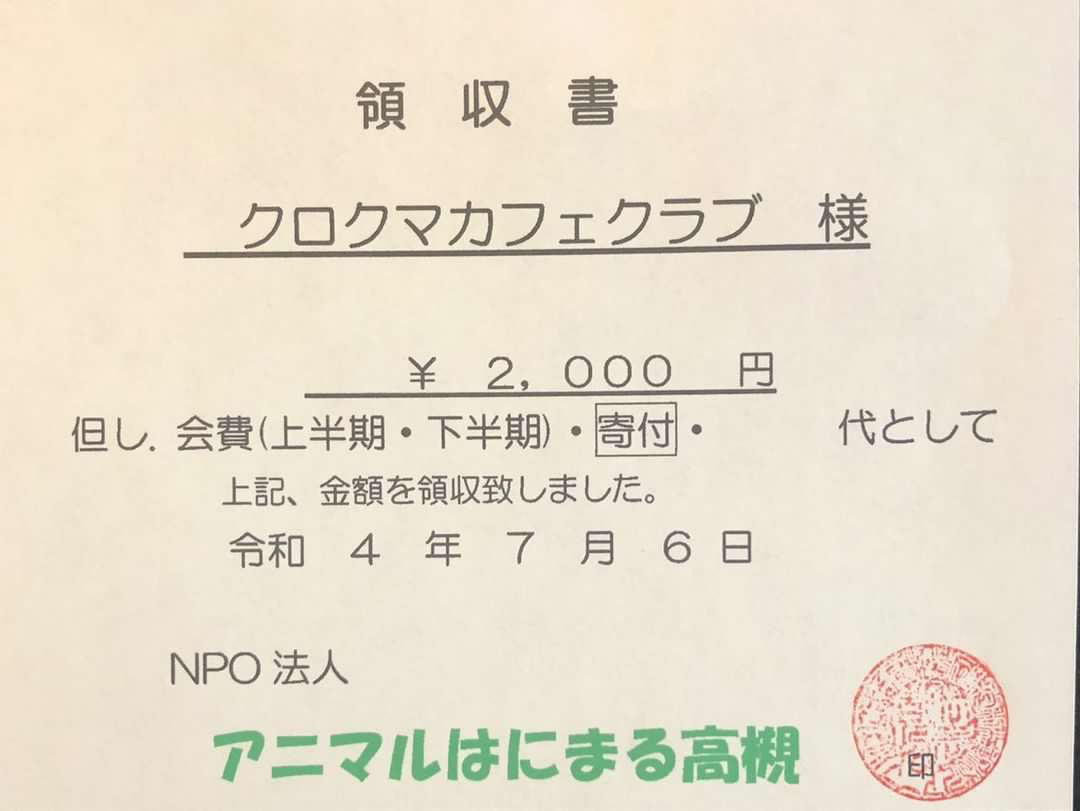 領 収 書
クロクマカフェクラブ 様
¥ 2,000 円
但し. 会費(上半期・下半期)・寄付・ 代として
上記、金額を領収致しました。
令和 4 年 7 月 6 日
NPO 法人
アニマルはにまる高槻
印